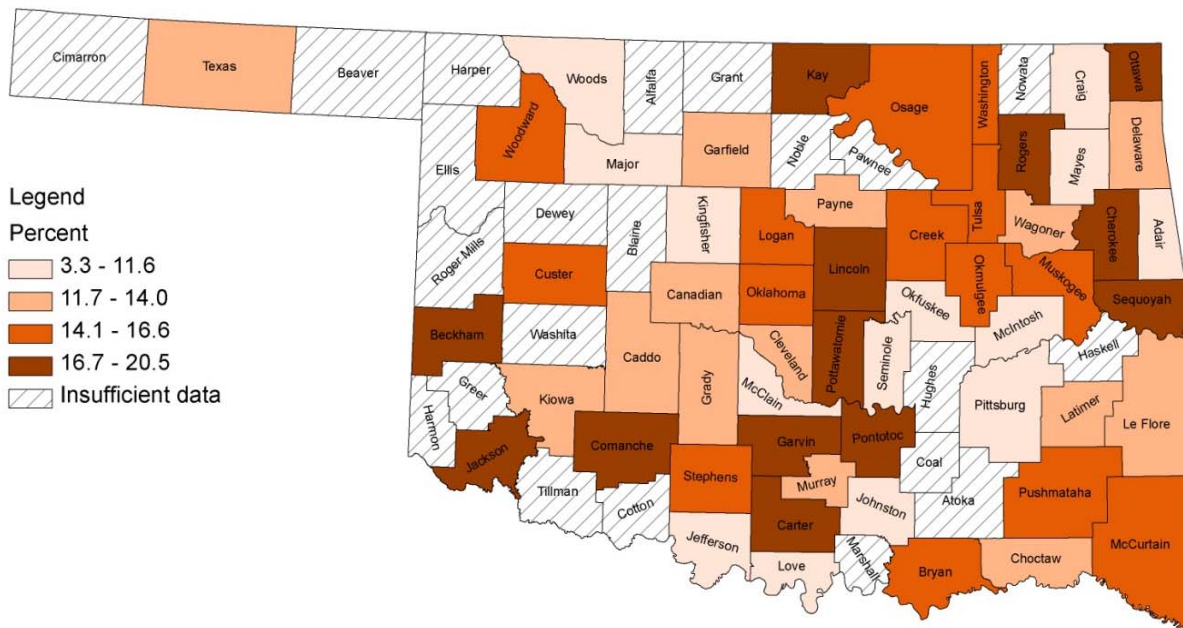 Cimarron
Texas
Beaver
Harper
Woods
Alfalfa
Grant
Kay
Osage
Washington
Nowata
Craig
Ottawa
Woodward
Ellis
Major
Garfield
Noble
Pawnee
Rogers
Mayes
Delaware
Legend
Percent
3.3 - 11.6
11.7 - 14.0
14.1 - 16.6
16.7 - 20.5
Insufficient data
Roger Mills
Dewey
Blaine
Kingfisher
Logan
Payne
Creek
Tulsa
Wagoner
Cherokee
Adair
Custer
Canadian
Oklahoma
Lincoln
Okfuskee
Okmulgee
Muskogee
Sequoyah
Beckham
Washita
Caddo
Grady
Cleveland
McClain
Pottawatomie
Seminole
Hughes
McIntosh
Haskell
Harmon
Greer
Kiowa
Pittsburg
Latimer
Le Flore
Jackson
Comanche
Garvin
Pontotoc
Coal
Tillman
Cotton
Stephens
Murray
Johnston
Atoka
Pushmataha
McCurtain
Jefferson
Carter
Love
Marshall
Bryan
Choctaw